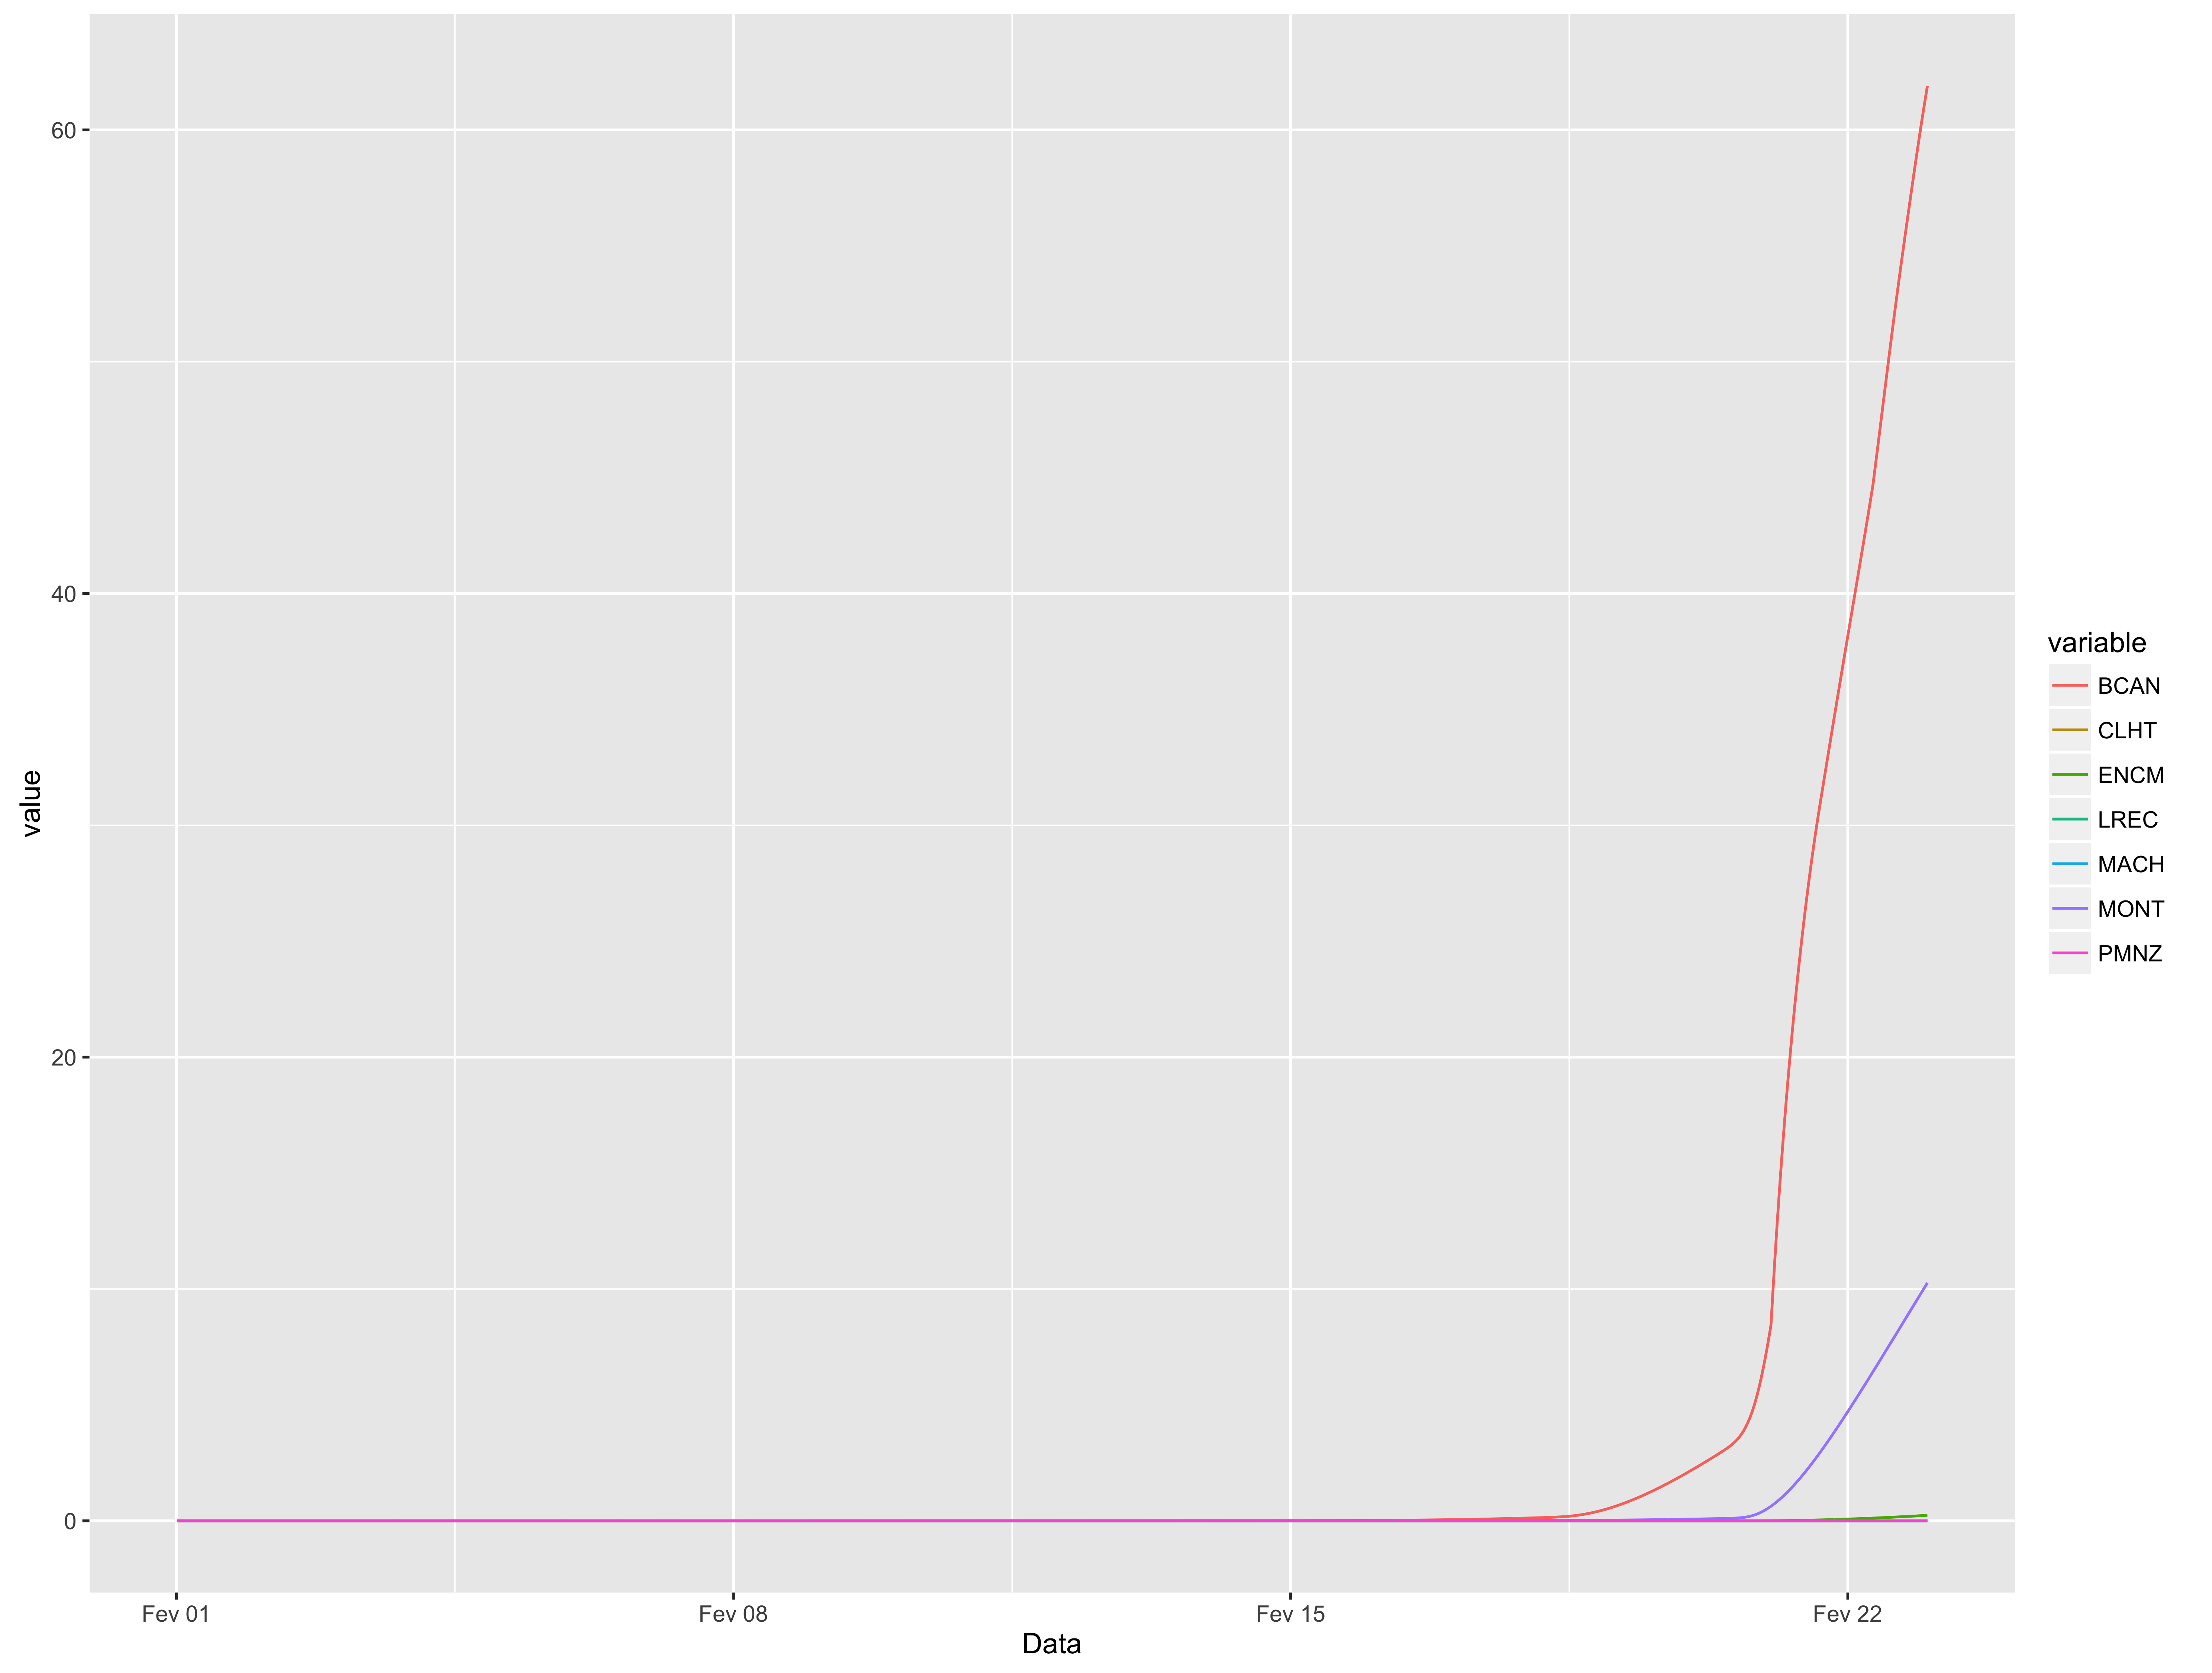 value
60
40
20
0
Fev 01
Fev 08
Fev 15
Fev 22
Data
variable
BCAN
CLHT
ENCM
LREC
MACH
MONT
PMNZ